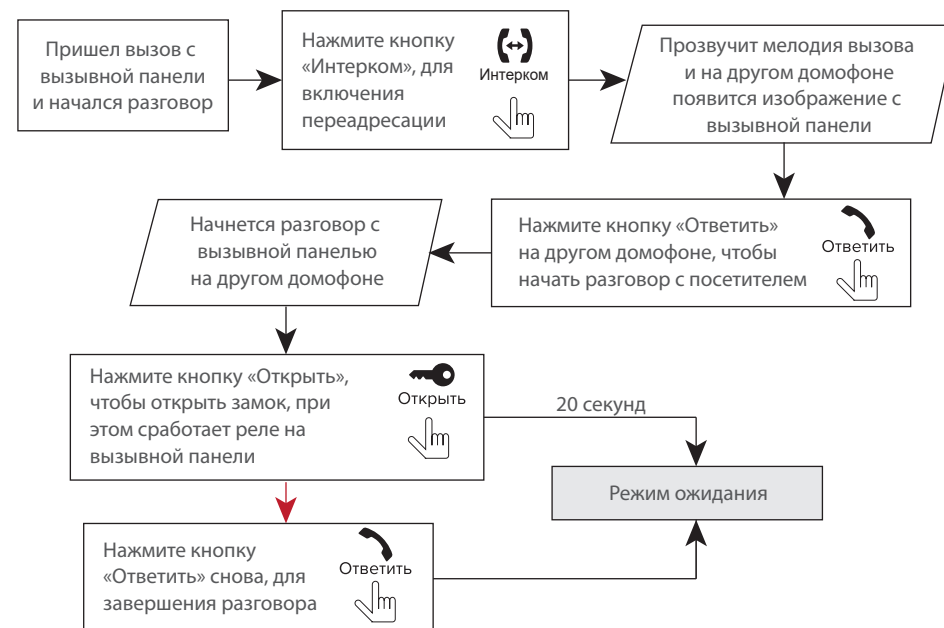 Пришел вызов с
вызывной панели
и начался разговор
Нажмите кнопку
«Интерком», для
включения
переадресации
Интерком
Прозвучит мелодия вызова
и на другом домофоне
появится изображение с
вызывной панели
Нажмите кнопку «Ответить»
на другом домофоне, чтобы
начать разговор с посетителем
Ответить
Начнется разговор с
вызывной панелью
на другом домофоне
Нажмите кнопку «Открыть»,
чтобы открыть замок, при
этом сработает реле на
вызывной панели
Открыть
20 секунд
Режим ожидания
Нажмите кнопку
«Ответить» снова, для
завершения разговора
Ответить